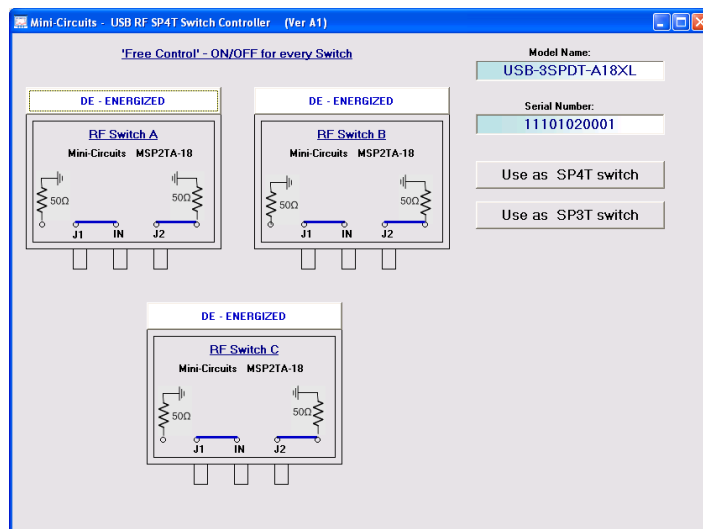 Mini-Circuits - USB RF SP4T Switch Controller (Ver A1)
'Free Control' - ON/OFF for every Switch
Model Name:
USB-3SPDT-A18XL
Serial Number:
11101020001
Use as SP4T switch
Use as SP3T switch
DE - ENERGIZED
RF Switch A
Mini-Circuits MSP2TA-18
50Ω 50Ω
J1 IN J2
DE - ENERGIZED
RF Switch B
Mini-Circuits MSP2TA-18
50Ω 50Ω
J1 IN J2
DE - ENERGIZED
RF Switch C
Mini-Circuits MSP2TA-18
50Ω 50Ω
J1 IN J2